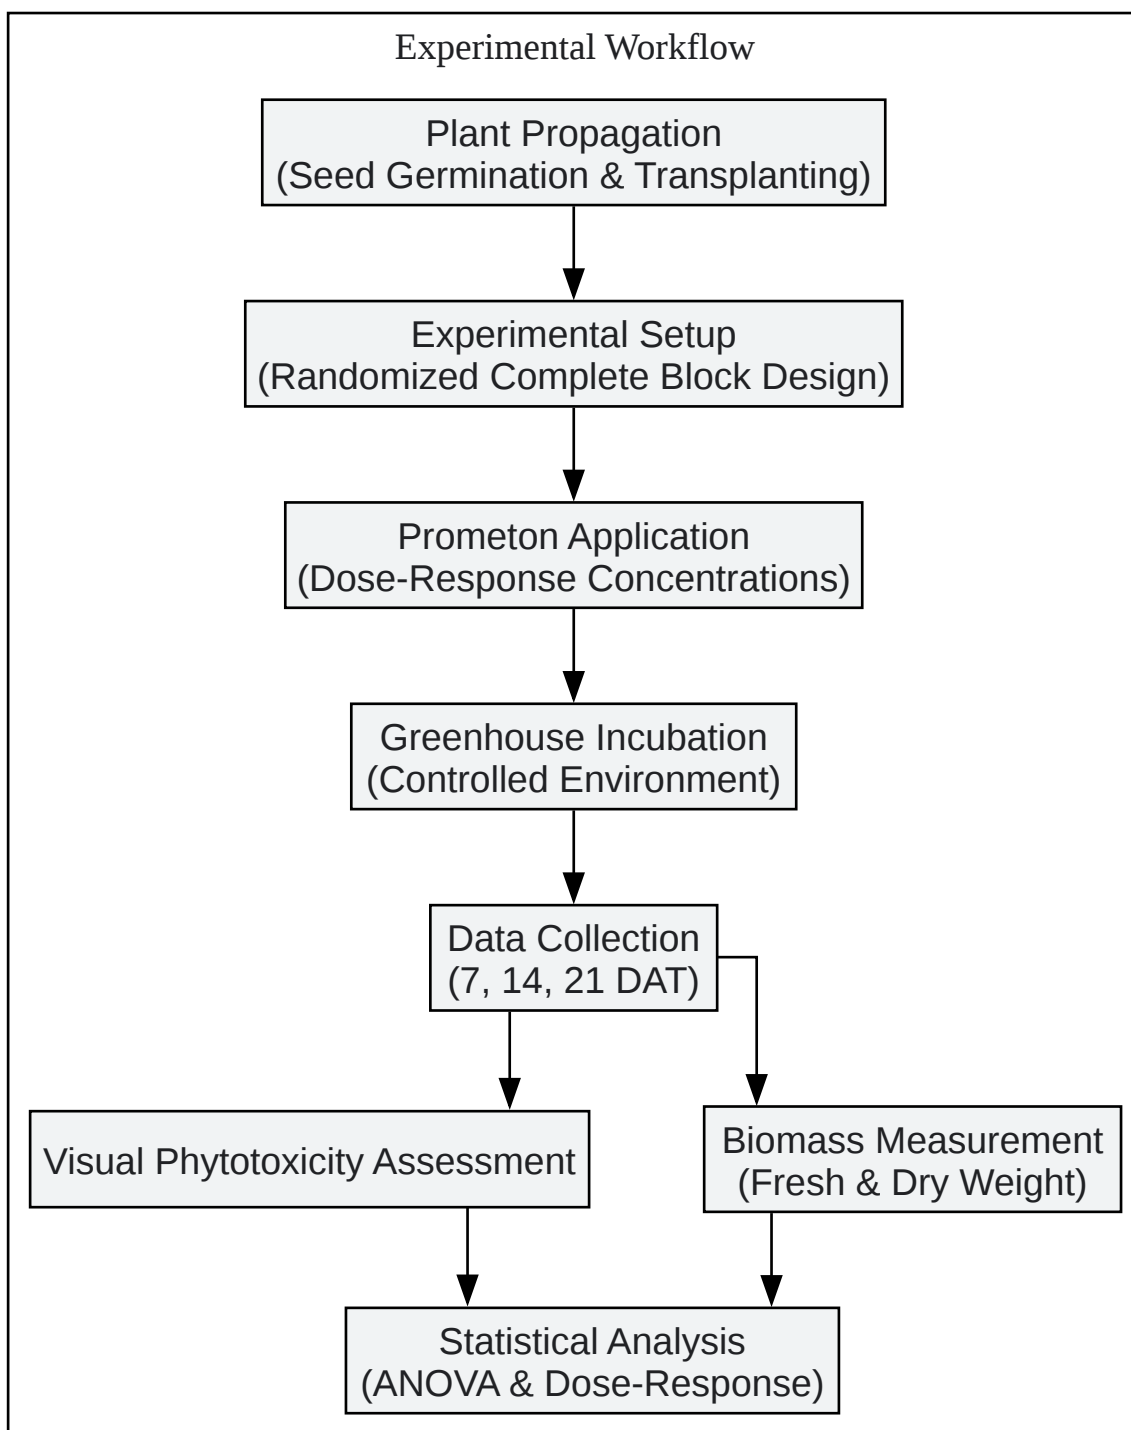 Experimental Workflow
Plant Propagation
(Seed Germination & Transplanting)
Experimental Setup
(Randomized Complete Block Design)
Prometon Application
(Dose-Response Concentrations)
Greenhouse Incubation
(Controlled Environment)
Data Collection
(7, 14, 21 DAT)
Visual Phytotoxicity Assessment
Biomass Measurement
(Fresh & Dry Weight)
Statistical Analysis
(ANOVA & Dose-Response)